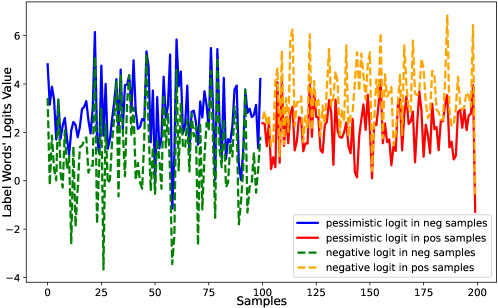 Label Words' Logits Value
6
4
2
0
−2
−4
0
25
50
75
100
125
150
175
200
Samples
pessimistic logit in neg samples
pessimistic logit in pos samples
negative logit in neg samples
negative logit in pos samples